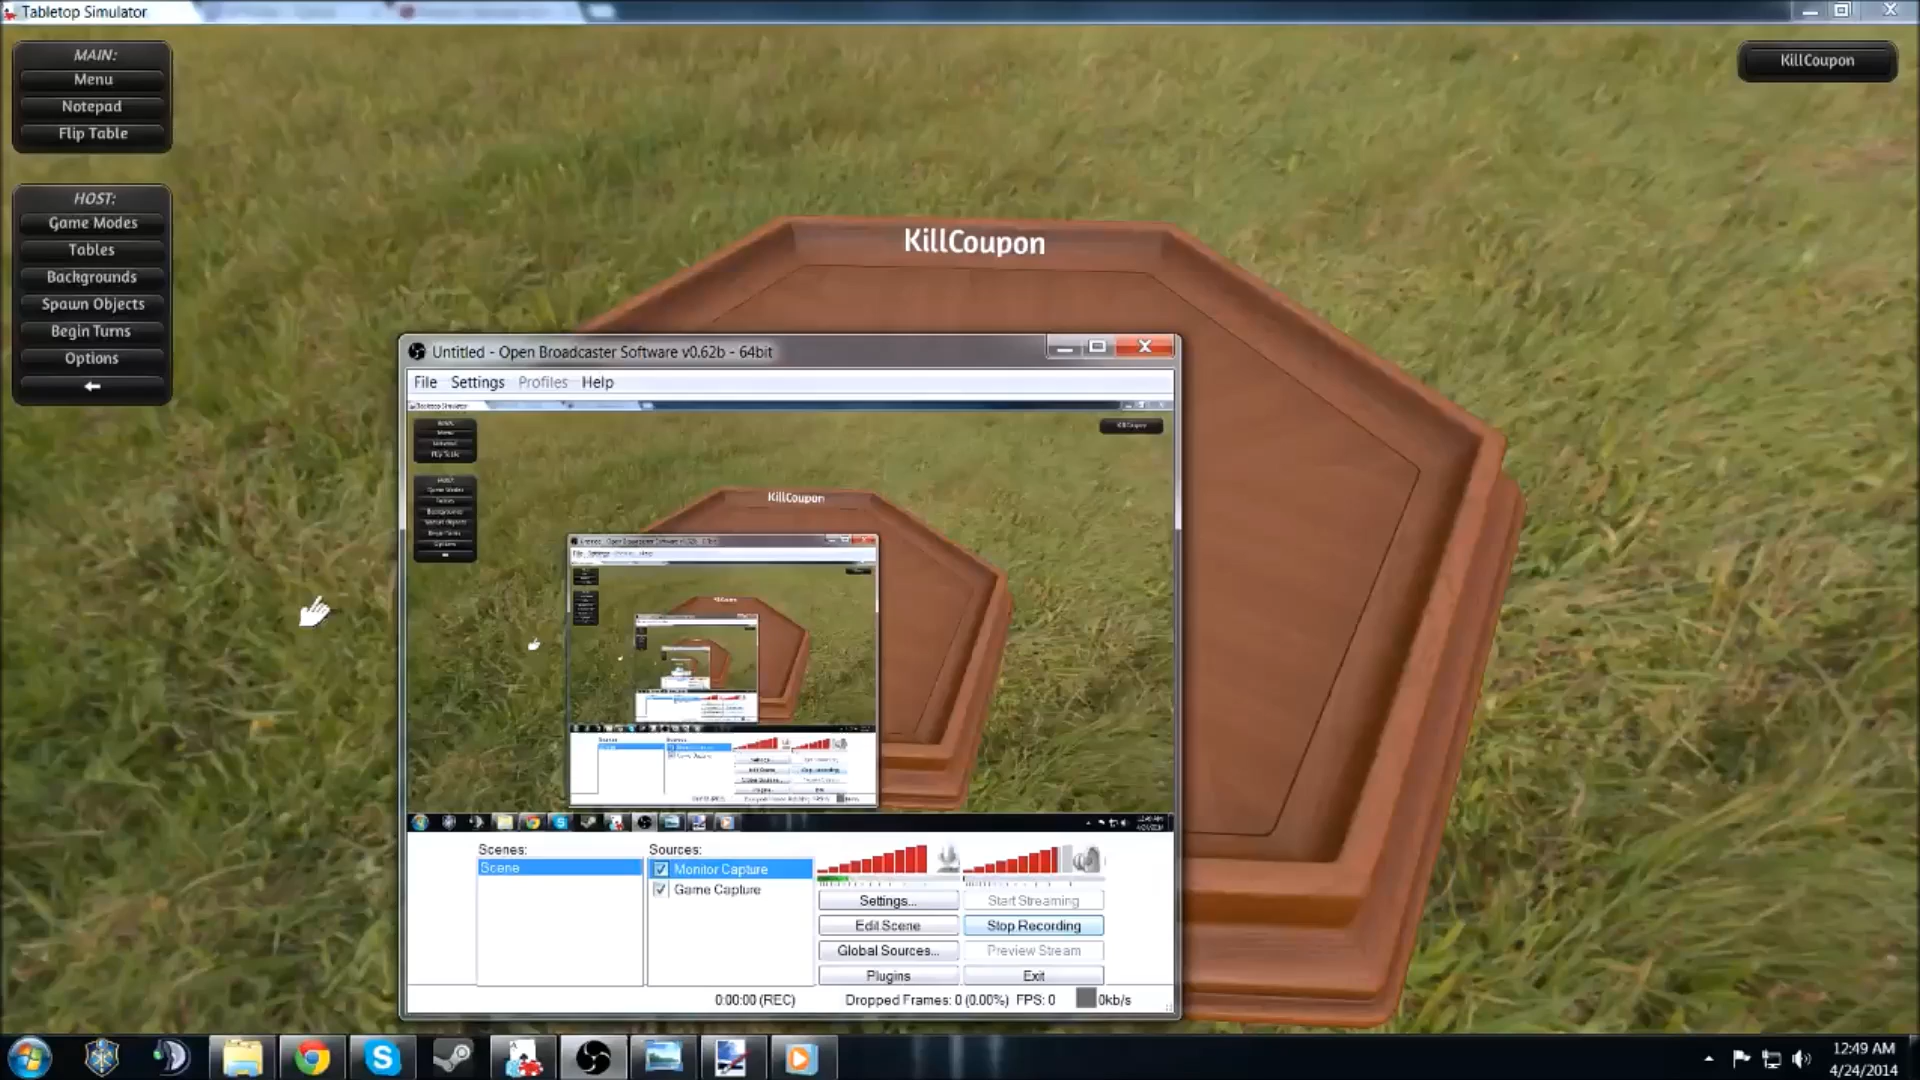 Tabletop Simulator
MAIN:
Menu
Notepad
Flip Table
KillCoupon
HOST:
Game Modes
Tables
Backgrounds
Spawn Objects
Begin Turns
Options
KillCoupon
Untitled - Open Broadcaster Software v0.62b - 64bit
File Settings Profiles Help
KillCoupon
Scenes:
Scene
Sources:
Monitor Capture
Game Capture
Settings...
Start Streaming
Edit Scene
Stop Recording
Global Sources...
Preview Stream
Plugins
Exit
0:00:00 (REC)
Dropped Frames: 0 (0.00%) FPS: 0
0kb/s
12:49 AM
4/24/2014